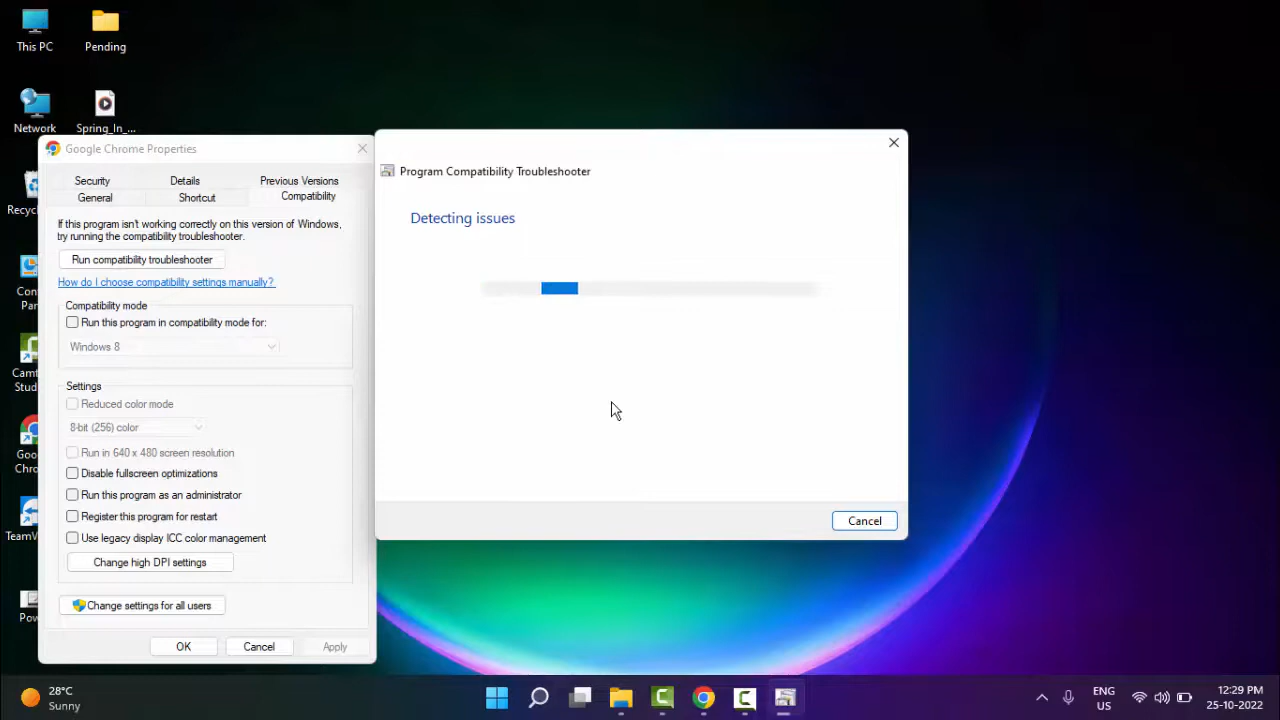 This PC
Pending
Network
Spring_In_...
Recyc
Con
Par
Camt
Stud
Goo
Chro
TeamV
Pow
Google Chrome Properties
Security
Details
Previous Versions
General
Shortcut
Compatibility
If this program isn't working correctly on this version of Windows,
try running the compatibility troubleshooter.
Run compatibility troubleshooter
How do I choose compatibility settings manually?
Compatibility mode
Run this program in compatibility mode for:
Windows 8
Settings
Reduced color mode
8-bit (256) color
Run in 640 x 480 screen resolution
Disable fullscreen optimizations
Run this program as an administrator
Register this program for restart
Use legacy display ICC color management
Change high DPI settings
Change settings for all users
OK
Cancel
Apply
Program Compatibility Troubleshooter
Detecting issues
Cancel
28°C
Sunny
ENG
US
12:29 PM
25-10-2022